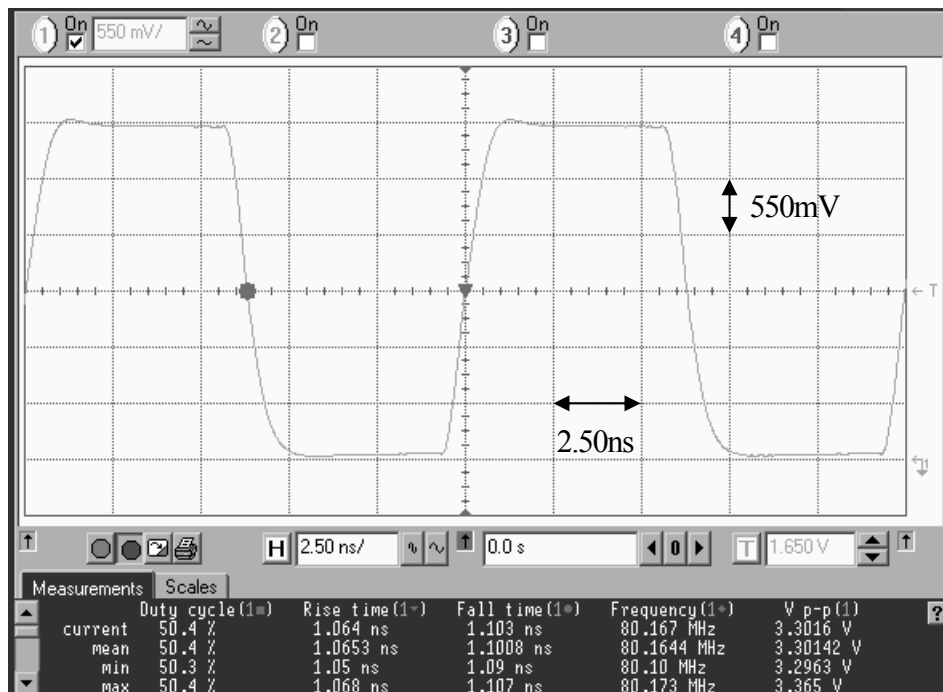 1 On 550 mV/ 2 On 3 On 4 On
550mV
T
2.50ns
1
H 2.50 ns/ 0.0 s 0 T 1.650 V
Measurements Scales
Duty cycle(1■) Rise time(1▾) Fall time(1●) Frequency(1◆) V p-p(1) ?
current 50.4 % 1.064 ns 1.103 ns 80.167 MHz 3.3016 V
mean 50.4 % 1.0653 ns 1.1008 ns 80.1644 MHz 3.30142 V
min 50.3 % 1.05 ns 1.09 ns 80.10 MHz 3.2963 V
max 50.4 % 1.068 ns 1.107 ns 80.173 MHz 3.365 V